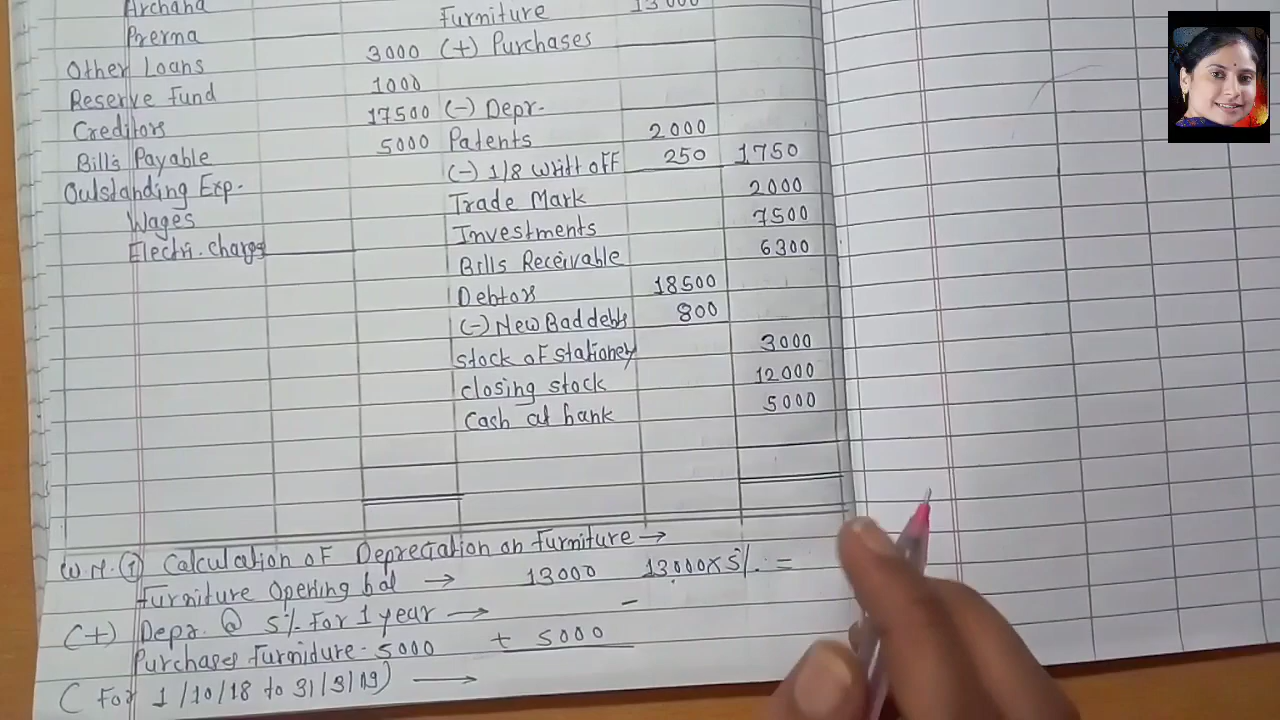 Archana Furniture 13000
Prerna
Other Loans 3000 (+) Purchases
Reserve Fund 1000
Creditors 17500 (-) Depr.
Bills Payable 5000 Patents 2000
Outstanding Exp. (-) 1/8 writt off 250 1750
Wages Trade Mark 2000
Electri. charges Investments 7500
Bills Receivable 6300
Debtors 18500
(-) New Bad debts 800
Stock of stationery 3000
Closing stock 12000
Cash at bank 5000
W.N. (1) Calculation of Depreciation on Furniture →
Furniture Opening bal → 13000 13000 x 5% =
(+) Depr. @ 5% For 1 year → -
Purchases Furniture - 5000 + 5000
( For 1/10/18 to 31/3/19) →